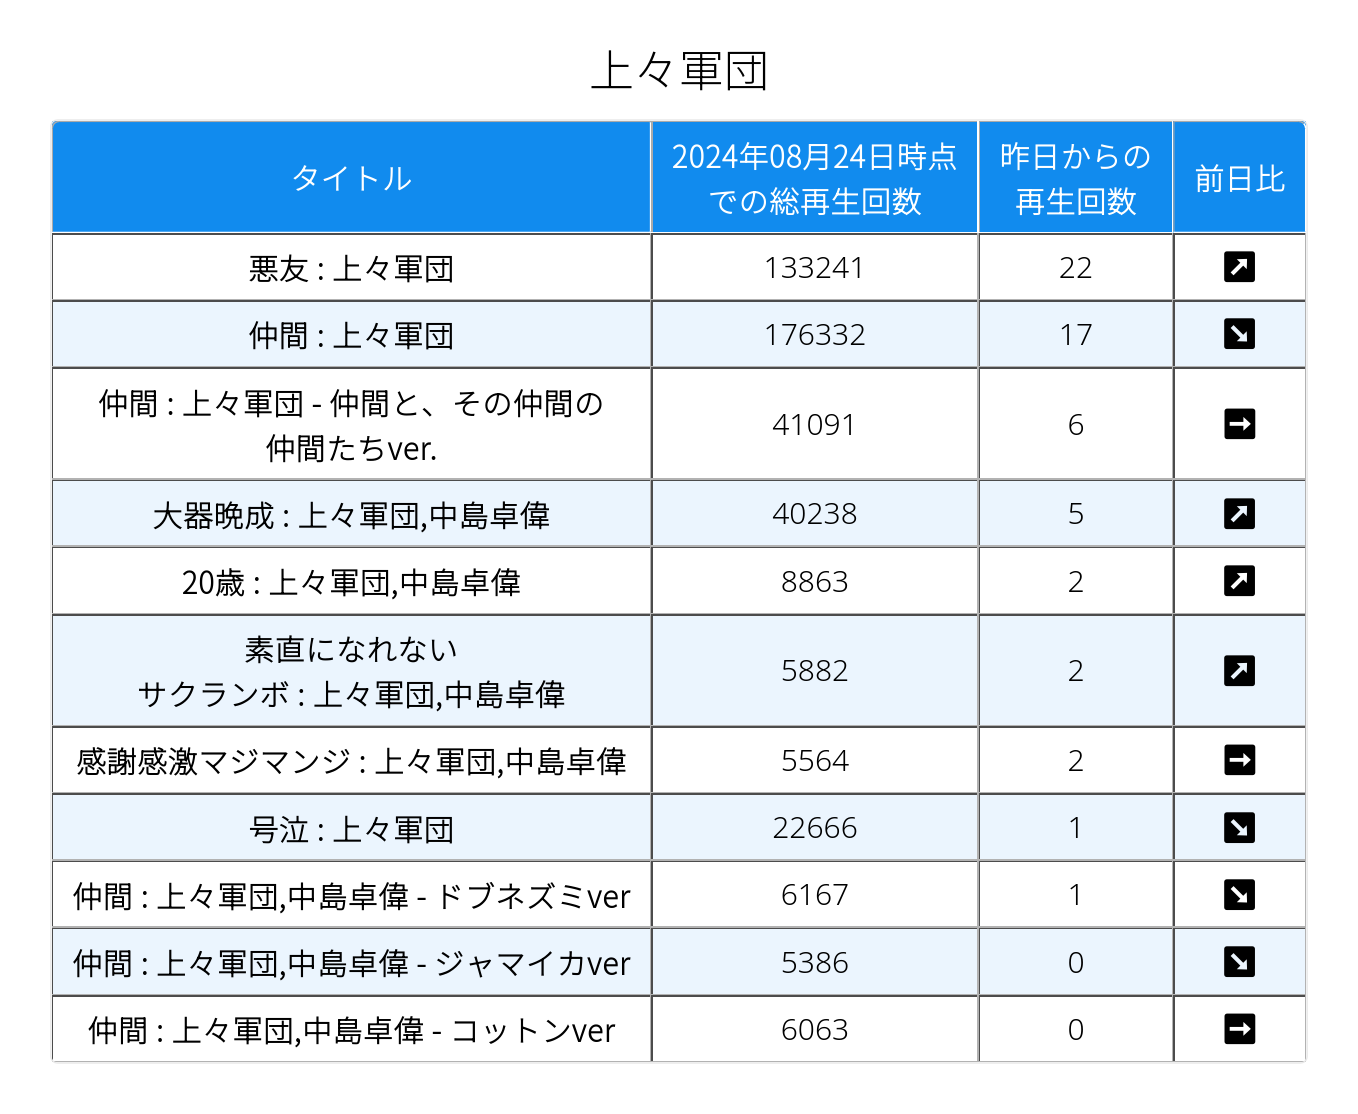 上々軍団
タイトル
2024年08月24日時点
での総再生回数
昨日からの
再生回数
前日比
悪友 : 上々軍団
133241
22
仲間 : 上々軍団
176332
17
仲間 : 上々軍団 - 仲間と、その仲間の
仲間たちver.
41091
6
大器晩成 : 上々軍団,中島卓偉
40238
5
20歳 : 上々軍団,中島卓偉
8863
2
素直になれない
サクランボ : 上々軍団,中島卓偉
5882
2
感謝感激マジマンジ : 上々軍団,中島卓偉
5564
2
号泣 : 上々軍団
22666
1
仲間 : 上々軍団,中島卓偉 - ドブネズミver
6167
1
仲間 : 上々軍団,中島卓偉 - ジャマイカver
5386
0
仲間 : 上々軍団,中島卓偉 - コットンver
6063
0